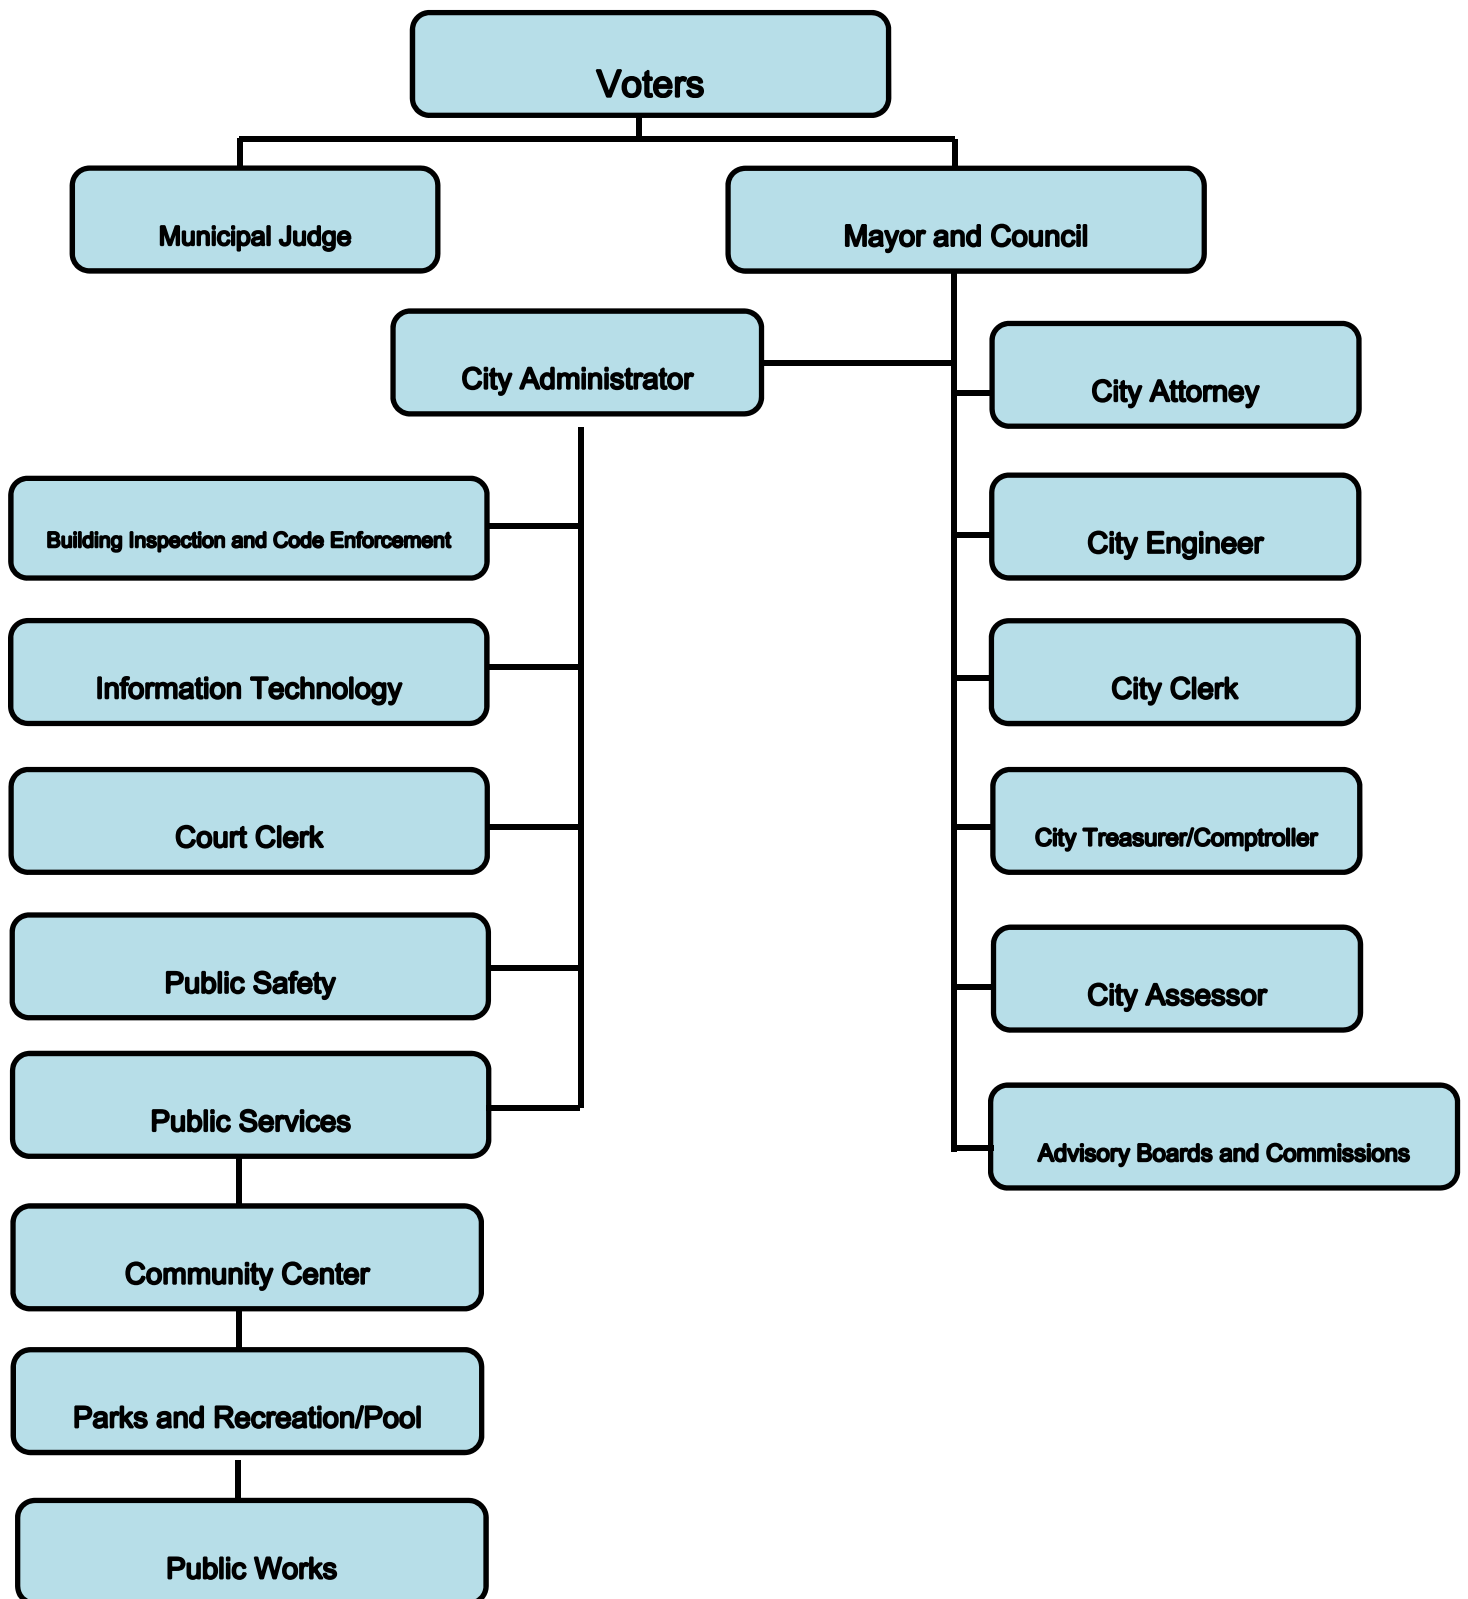 Voters
Municipal Judge
Mayor and Council
City Administrator
City Attorney
Building Inspection and Code Enforcement
City Engineer
Information Technology
City Clerk
Court Clerk
City Treasurer/Comptroller
Public Safety
City Assessor
Public Services
Advisory Boards and Commissions
Community Center
Parks and Recreation/Pool
Public Works